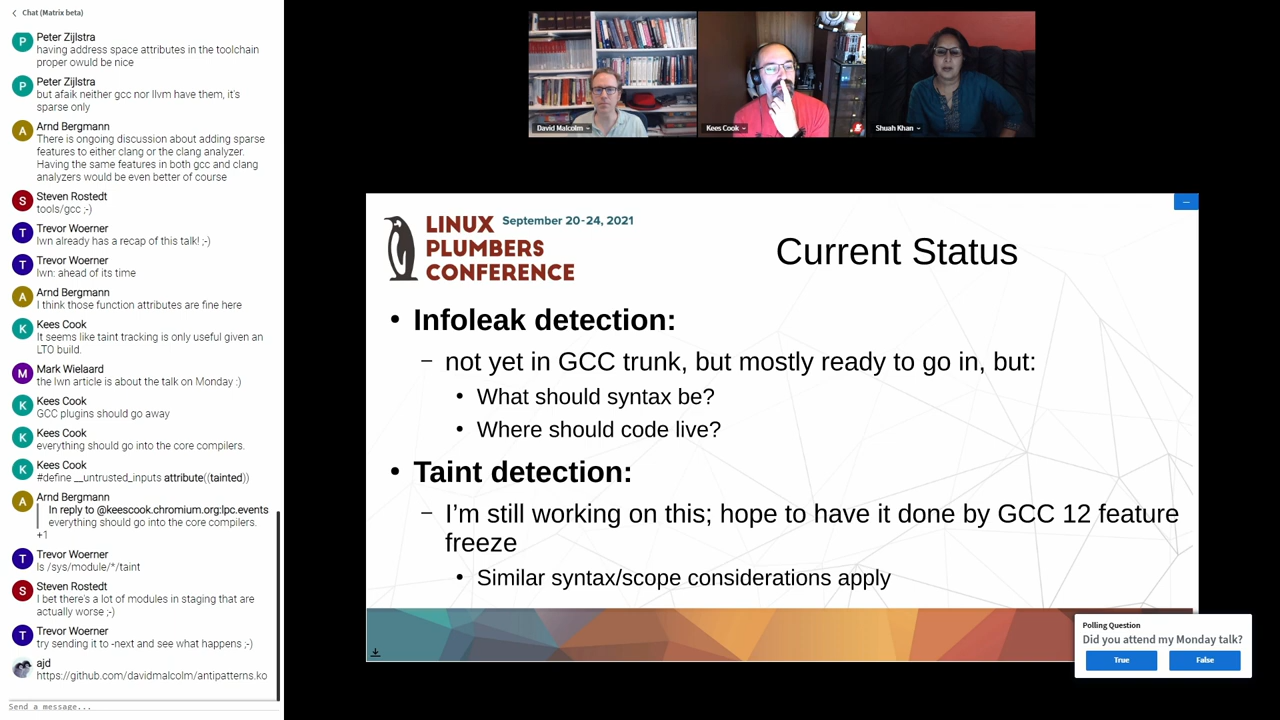 Chat (Matrix beta)
Peter Zijlstra
having address space attributes in the toolchain
proper owuld be nice
Peter Zijlstra
but afaik neither gcc nor llvm have them, it's
sparse only
Arnd Bergmann
There is ongoing discussion about adding sparse
features to either clang or the clang analyzer.
Having the same features in both gcc and clang
analyzers would be even better of course
Steven Rostedt
tools/gcc ;-)
Trevor Woerner
lwn already has a recap of this talk! ;-)
Trevor Woerner
lwn: ahead of its time
Arnd Bergmann
I think those function attributes are fine here
Kees Cook
It seems like taint tracking is only useful given an
LTO build.
Mark Wielaard
the lwn article is about the talk on Monday :)
Kees Cook
GCC plugins should go away
Kees Cook
everything should go into the core compilers.
Kees Cook
#define __untrusted_inputs attribute((tainted))
Arnd Bergmann
In reply to @keescook.chromium.org:lpc.events
everything should go into the core compilers.
+1
Trevor Woerner
ls /sys/module/*/taint
Steven Rostedt
I bet there's a lot of modules in staging that are
actually worse ;-)
Trevor Woerner
try sending it to -next and see what happens ;-)
ajd
https://github.com/davidmalcolm/antipatterns.ko
Send a message...
David Malcolm
Kees Cook
Shuah Khan
LINUX September 20-24, 2021
PLUMBERS
CONFERENCE
Current Status
• Infoleak detection:
– not yet in GCC trunk, but mostly ready to go in, but:
• What should syntax be?
• Where should code live?
• Taint detection:
– I'm still working on this; hope to have it done by GCC 12 feature
freeze
• Similar syntax/scope considerations apply
Polling Question
Did you attend my Monday talk?
True False